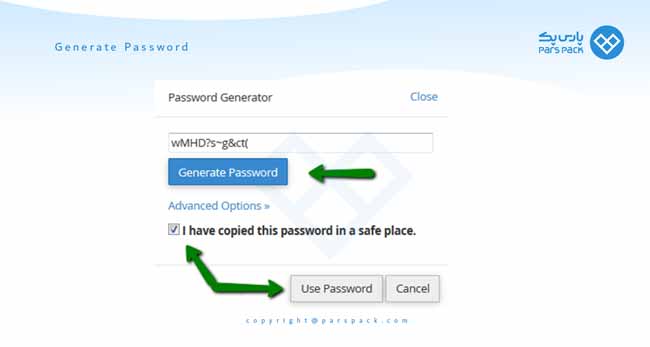 Generate Password
پارس پک
PARS PACK
Password Generator
Close
wMHD?s~g&ct(
Generate Password
Advanced Options »
I have copied this password in a safe place.
Use Password
Cancel
copyright@parspack.com